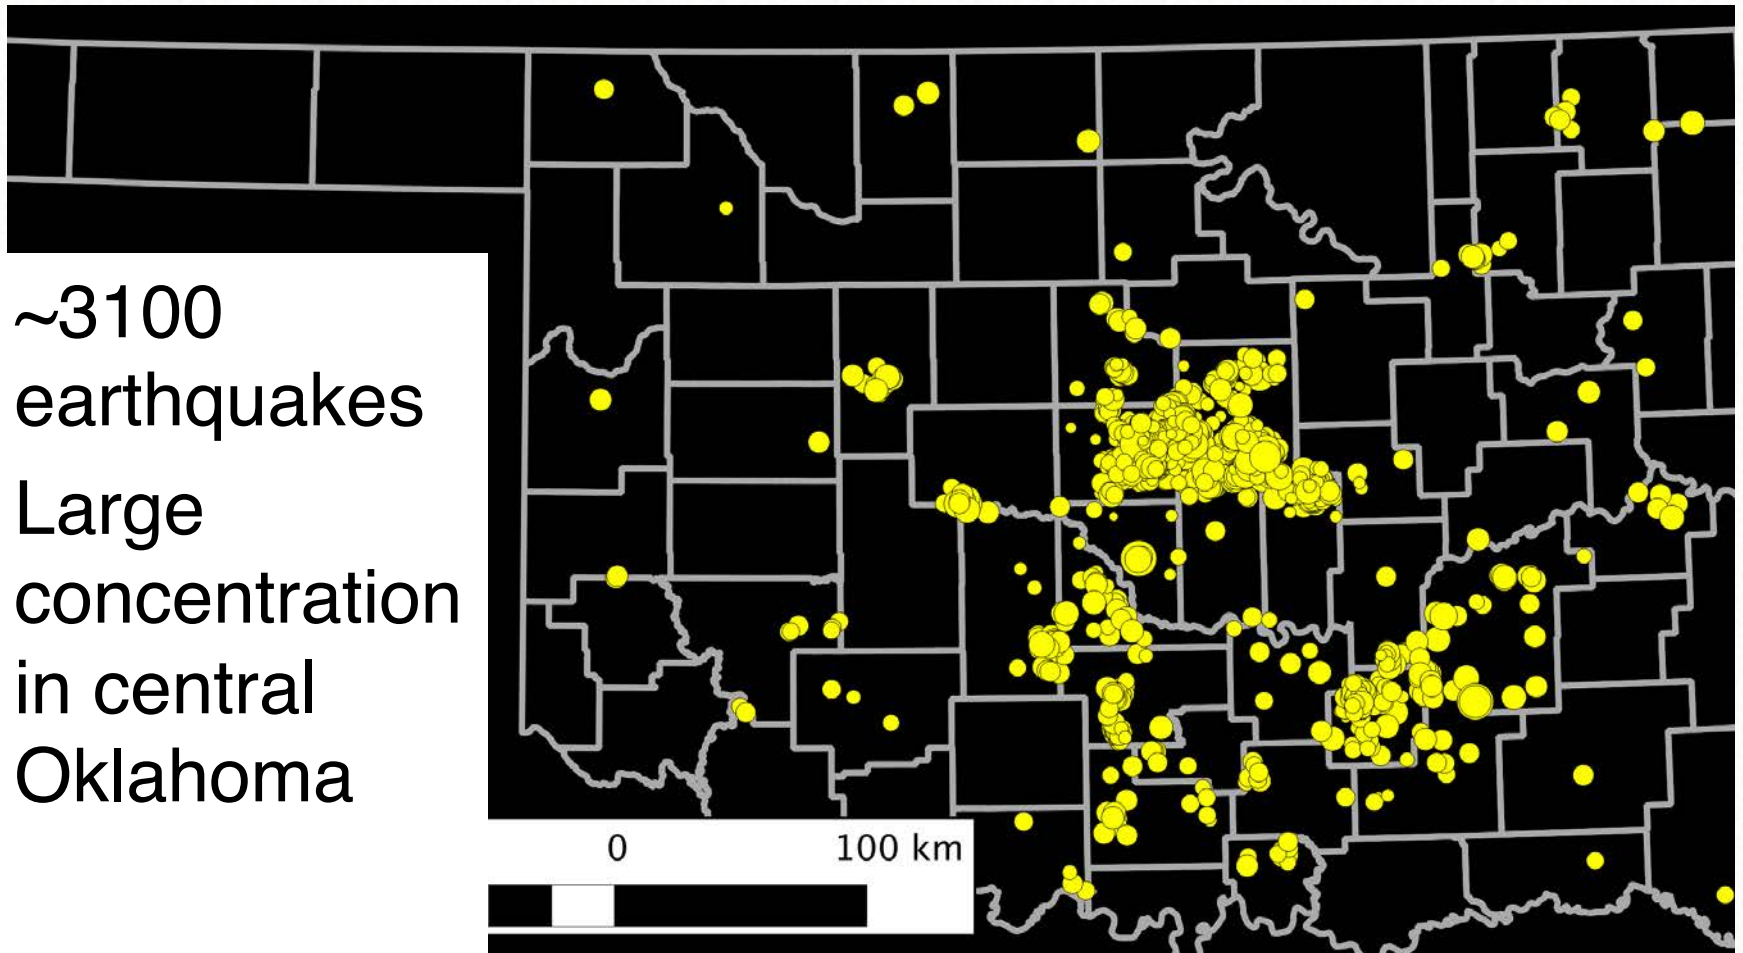 ~3100
earthquakes
Large
concentration
in central
Oklahoma
0 100 km